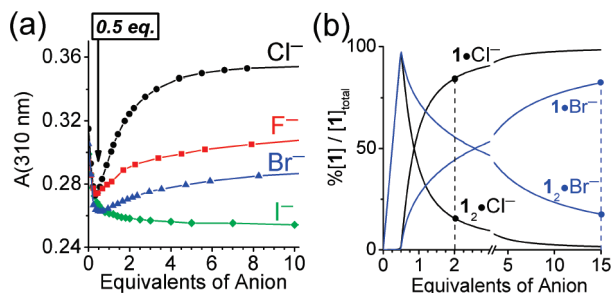 (a)
0.5 eq.
0.36
0.32
0.28
0.24
A(310 nm)
Cl⁻
F⁻
Br⁻
I⁻
0 2 4 6 8 10
Equivalents of Anion
(b)
100
50
0
%[1] / [1]total
1•Cl⁻
1•Br⁻
1₂•Br⁻
1₂•Cl⁻
0 1 2 3 5 10 15
Equivalents of Anion